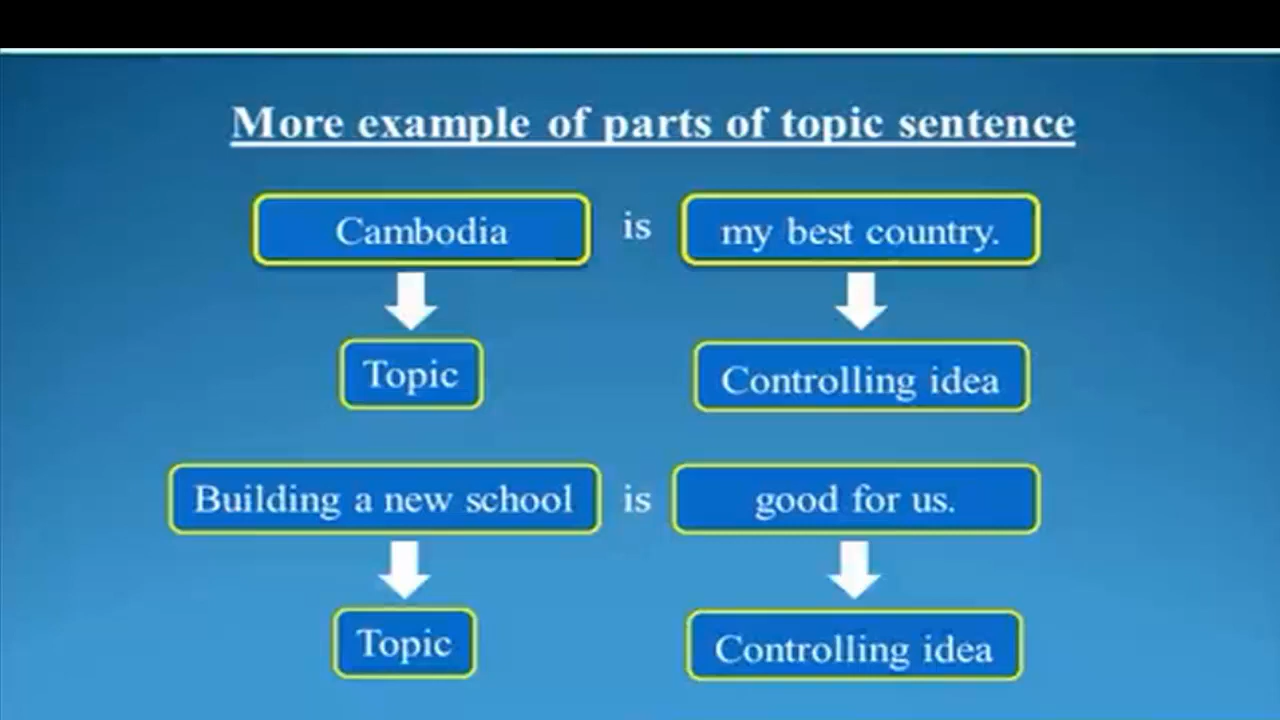 More example of parts of topic sentence
Cambodia is my best country.
Topic Controlling idea
Building a new school is good for us.
Topic Controlling idea